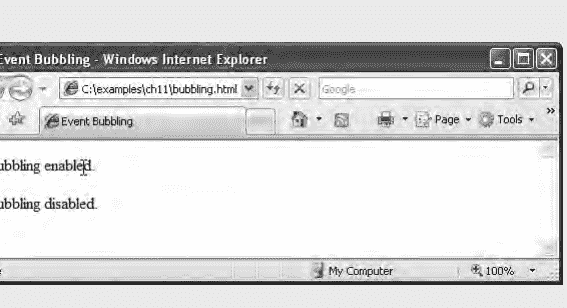 Event Bubbling - Windows Internet Explorer
C:\examples\ch11\bubbling.html Google
Event Bubbling Page Tools »
ubbling enabled.
ubbling disabled.
My Computer 100%